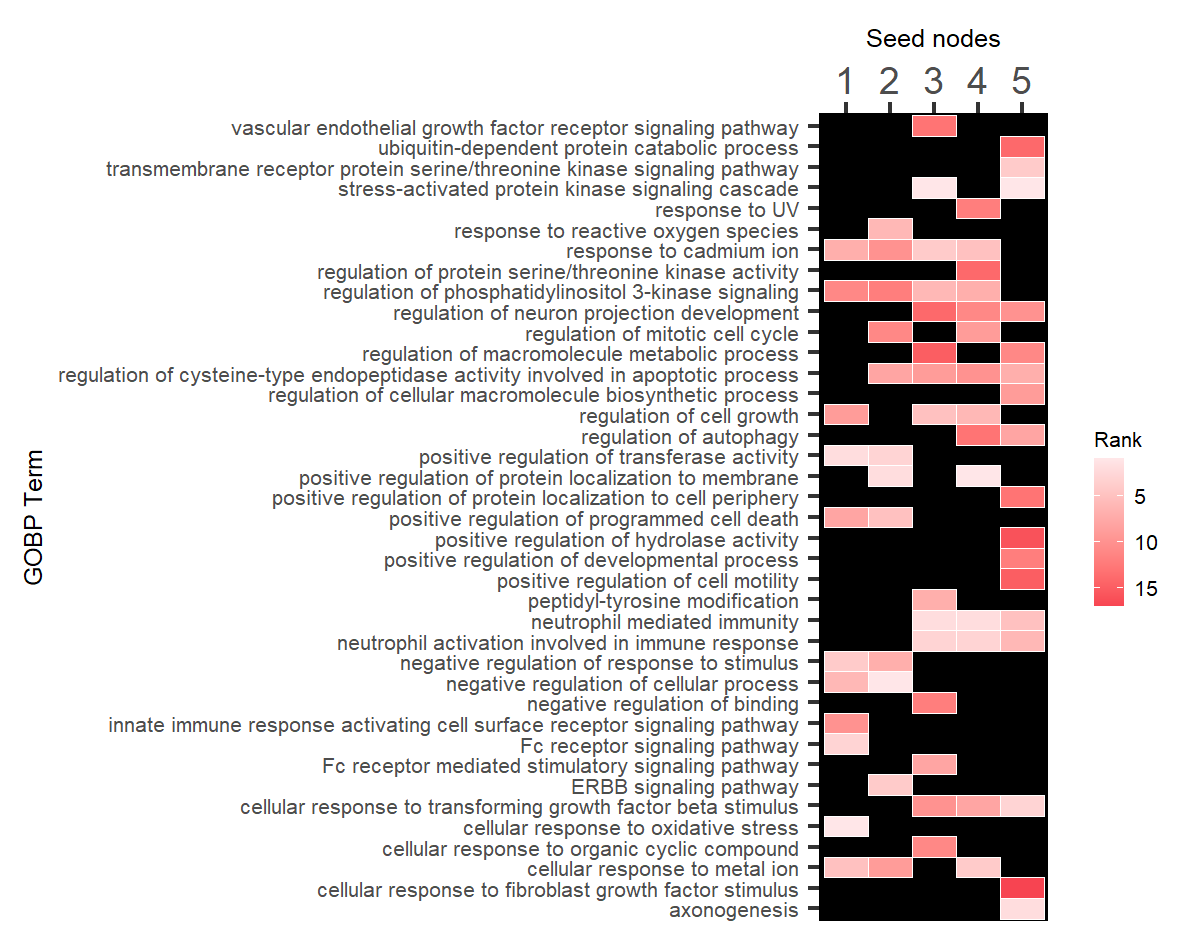 Seed nodes
1 2 3 4 5
vascular endothelial growth factor receptor signaling pathway
ubiquitin-dependent protein catabolic process
transmembrane receptor protein serine/threonine kinase signaling pathway
stress-activated protein kinase signaling cascade
response to UV
response to reactive oxygen species
response to cadmium ion
regulation of protein serine/threonine kinase activity
regulation of phosphatidylinositol 3-kinase signaling
regulation of neuron projection development
regulation of mitotic cell cycle
regulation of macromolecule metabolic process
regulation of cysteine-type endopeptidase activity involved in apoptotic process
regulation of cellular macromolecule biosynthetic process
regulation of cell growth
regulation of autophagy
positive regulation of transferase activity
positive regulation of protein localization to membrane
positive regulation of protein localization to cell periphery
positive regulation of programmed cell death
positive regulation of hydrolase activity
positive regulation of developmental process
positive regulation of cell motility
peptidyl-tyrosine modification
neutrophil mediated immunity
neutrophil activation involved in immune response
negative regulation of response to stimulus
negative regulation of cellular process
negative regulation of binding
innate immune response activating cell surface receptor signaling pathway
Fc receptor signaling pathway
Fc receptor mediated stimulatory signaling pathway
ERBB signaling pathway
cellular response to transforming growth factor beta stimulus
cellular response to oxidative stress
cellular response to organic cyclic compound
cellular response to metal ion
cellular response to fibroblast growth factor stimulus
axonogenesis
GOBP Term
Rank
5
10
15